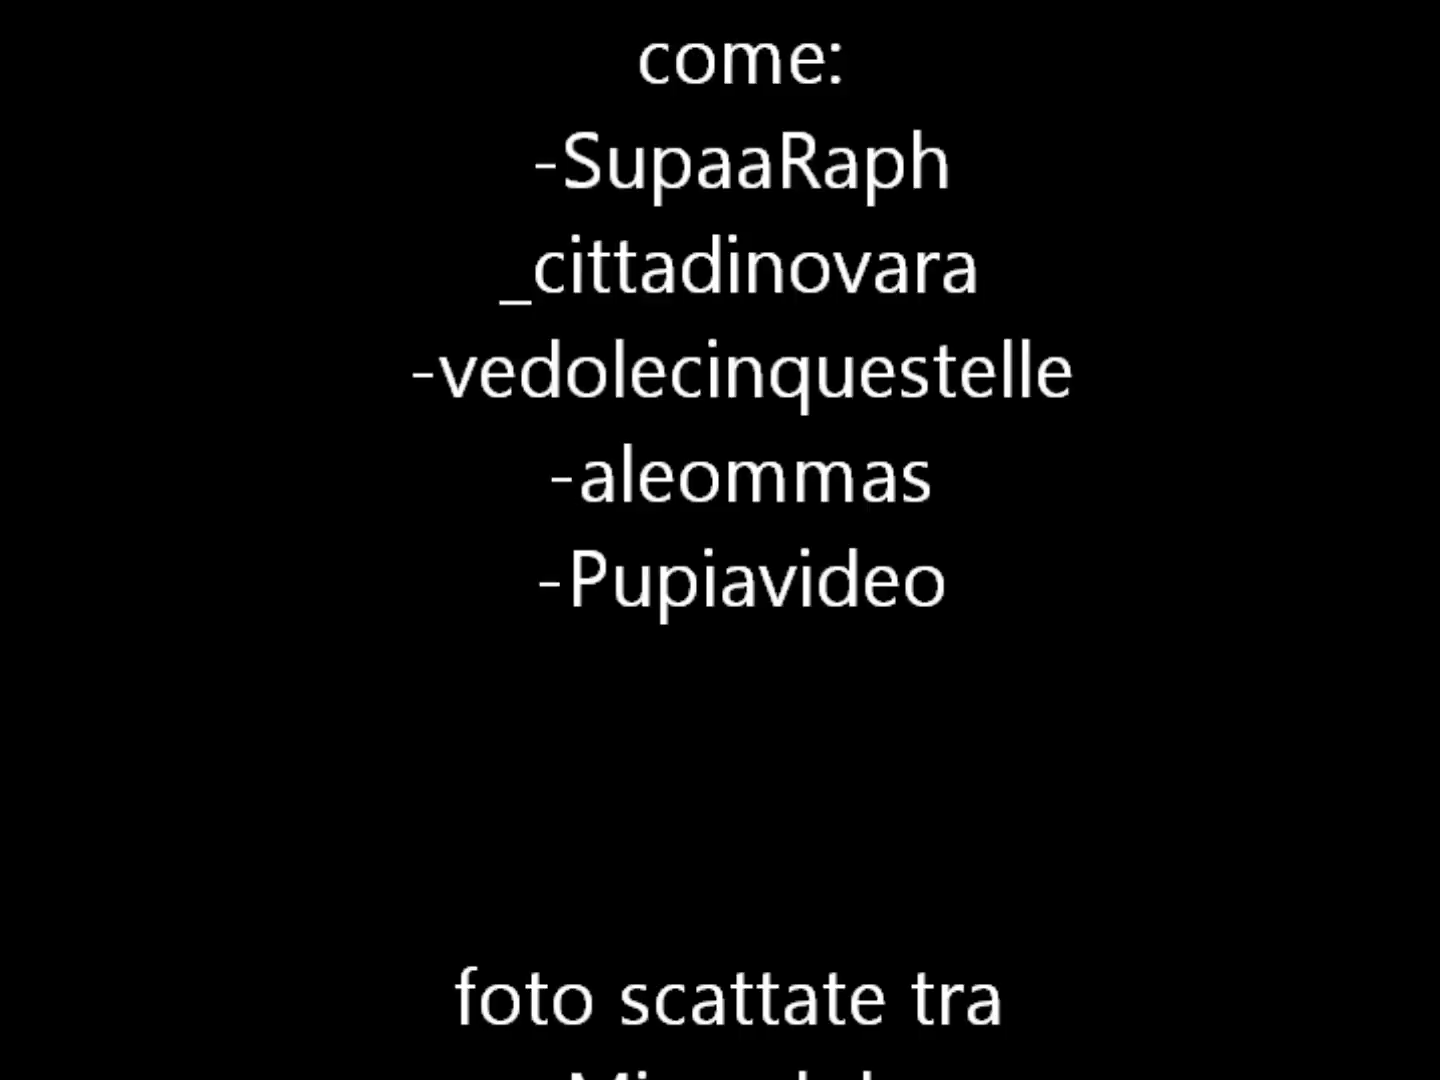 come:
-SupaaRaph
_cittadinovara
-vedolecinquestelle
-aleommas
-Pupiavideo
foto scattate tra